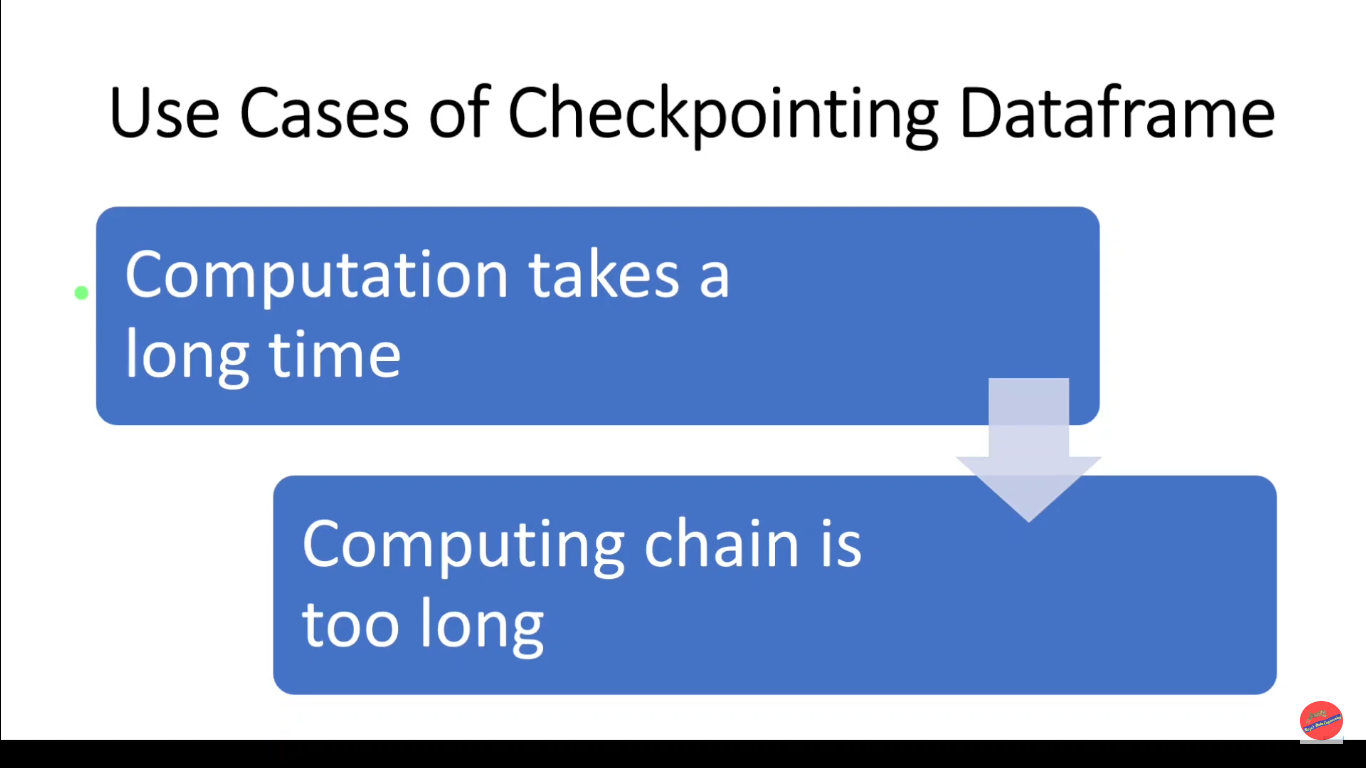 Use Cases of Checkpointing Dataframe
Computation takes a
long time
Computing chain is
too long